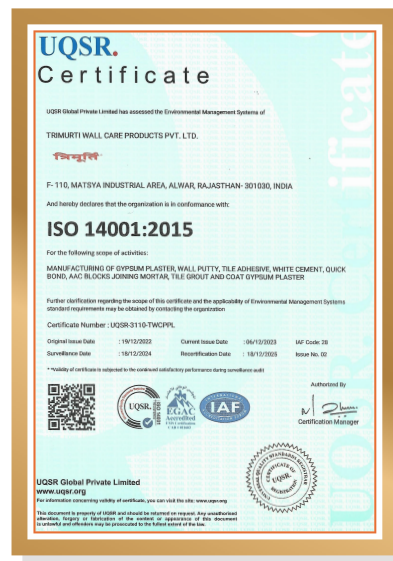 UQSR.
Certificate
UQSR Global Private Limited has assessed the Environmental Management Systems of
TRIMURTI WALL CARE PRODUCTS PVT. LTD.
त्रिमूर्ति
F- 110, MATSYA INDUSTRIAL AREA, ALWAR, RAJASTHAN- 301030, INDIA
And hereby declares that the organization is in conformance with:
ISO 14001:2015
For the following scope of activities:
MANUFACTURING OF GYPSUM PLASTER, WALL PUTTY, TILE ADHESIVE, WHITE CEMENT, QUICK
BOND, AAC BLOCKS JOINING MORTAR, TILE GROUT AND COAT GYPSUM PLASTER
Further clarification regarding the scope of this certificate and the applicability of Environmental Management Systems
standard requirements may be obtained by contacting the organization
Certificate Number : UQSR-3110-TWCPPL
Original Issue Date : 19/12/2022 Current Issue Date : 06/12/2023 IAF Code: 28
Surveillance Date : 18/12/2024 Recertification Date : 18/12/2025 Issue No. 02
* *Validity of certificate is subjected to the continued satisfactory performance during surveillance audit
Authorized By
UQSR.
EGAC
Accredited
IAF
Certification Manager
CERTIFICATE OF
UQSR.
REGISTRATION
UQSR Global Private Limited
www.uqsr.org
For information concerning validity of certificate, you can visit the site: www.uqsr.org
This document is property of UQSR and should be returned on request. Any unauthorised
alteration, forgery or fabrication of the content or appearance of this document
is unlawful and offenders may be prosecuted to the fullest extent of the law.
UQSR Certificate